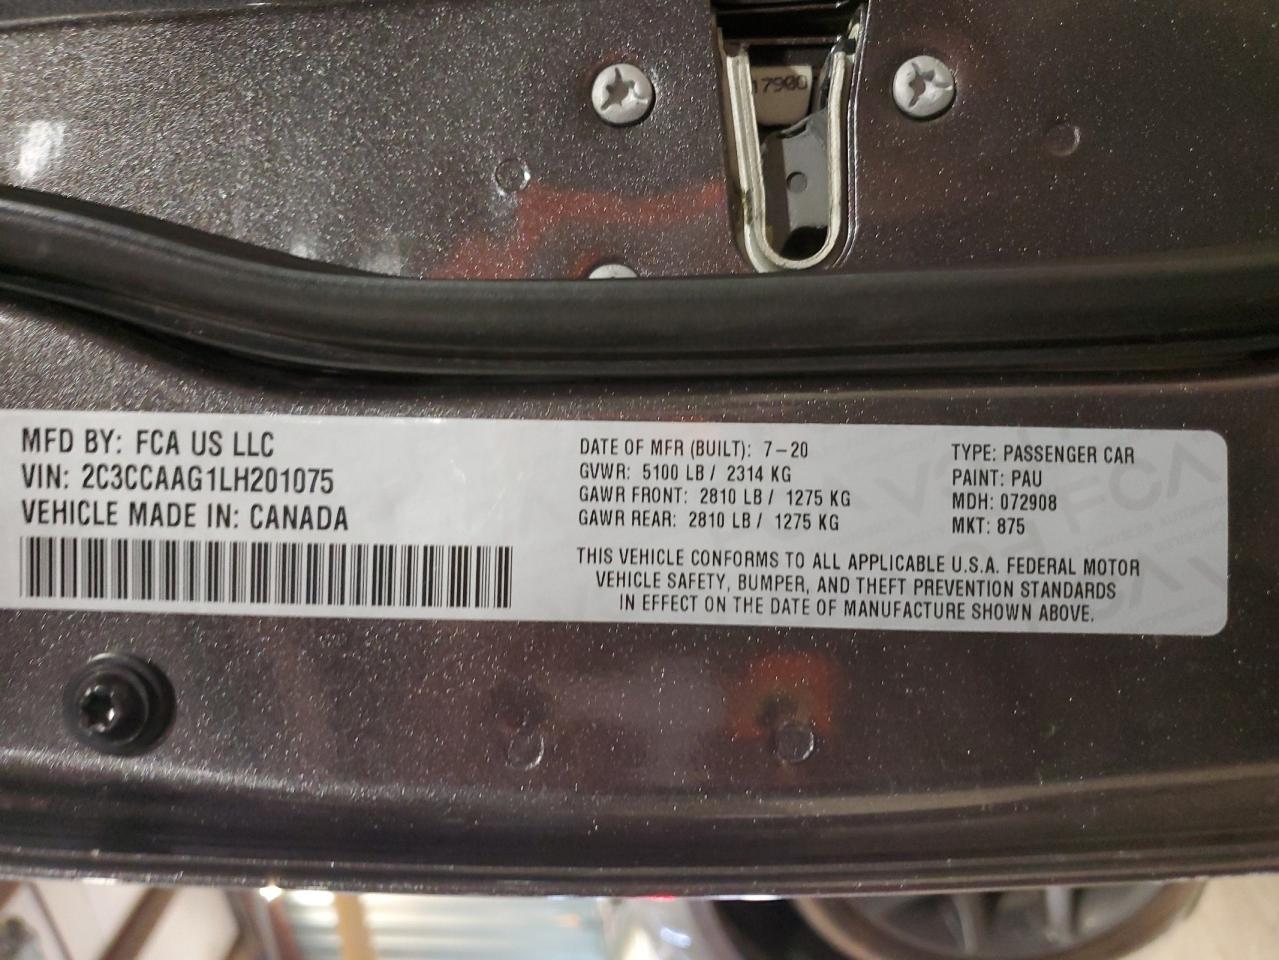 17900
MFD BY: FCA US LLC
VIN: 2C3CCAAG1LH201075
VEHICLE MADE IN: CANADA
DATE OF MFR (BUILT): 7-20
GVWR: 5100 LB / 2314 KG
GAWR FRONT: 2810 LB / 1275 KG
GAWR REAR: 2810 LB / 1275 KG
TYPE: PASSENGER CAR
PAINT: PAU
MDH: 072908
MKT: 875
THIS VEHICLE CONFORMS TO ALL APPLICABLE U.S.A. FEDERAL MOTOR
VEHICLE SAFETY, BUMPER, AND THEFT PREVENTION STANDARDS
IN EFFECT ON THE DATE OF MANUFACTURE SHOWN ABOVE.
FCA